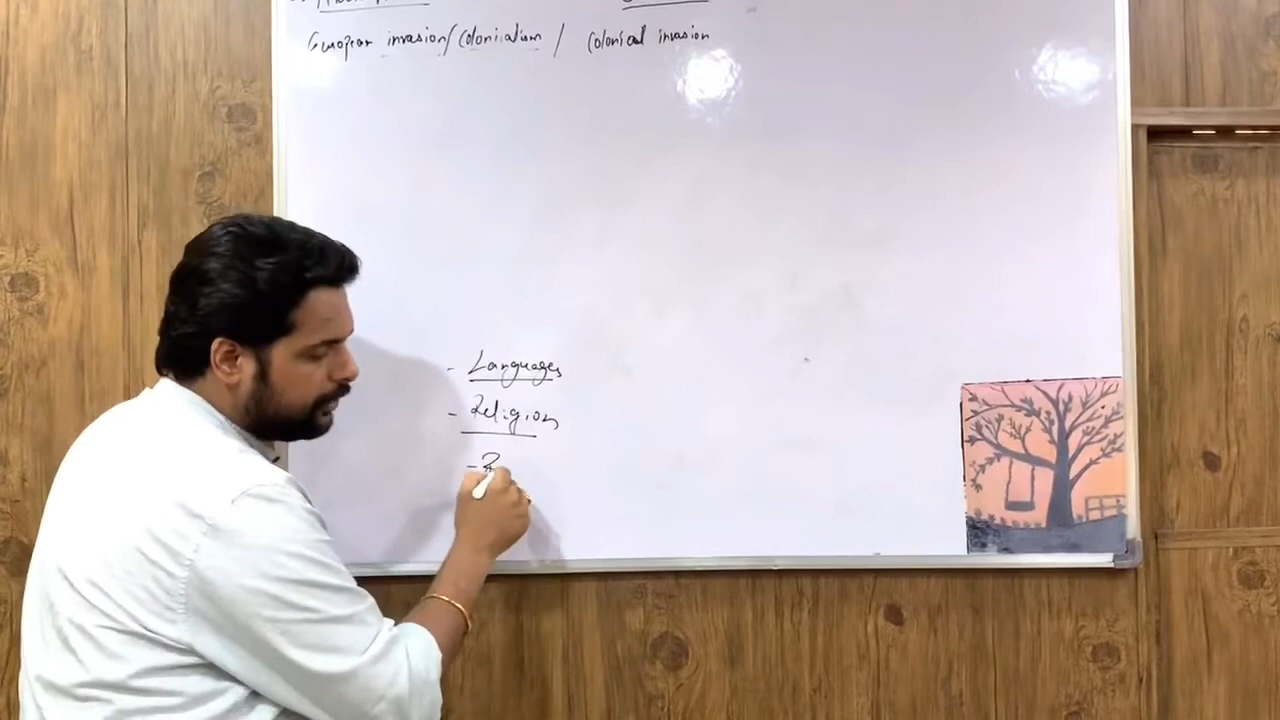 European invasion/Colonialism / Colonial invasion
- Languages
- Religion
- R